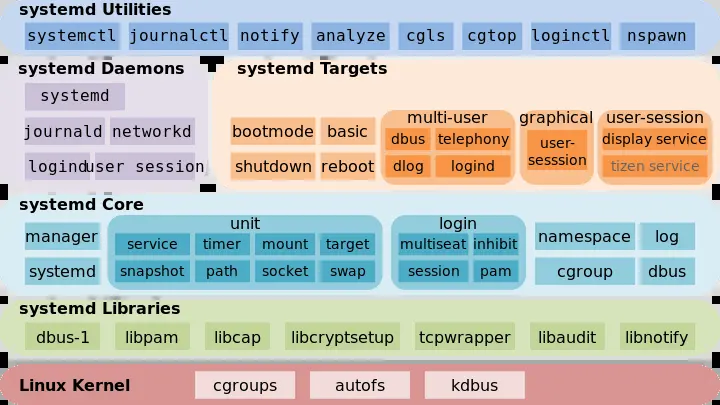 systemd Utilities
systemctl journalctl notify analyze cgls cgtop loginctl nspawn
systemd Daemons
systemd
journald networkd
logind user session
systemd Targets
bootmode basic
shutdown reboot
multi-user
dbus telephony
dlog logind
graphical
user-
sesssion
user-session
display service
tizen service
systemd Core
manager
systemd
unit
service timer mount target
snapshot path socket swap
login
multiseat inhibit
session pam
namespace log
cgroup dbus
systemd Libraries
dbus-1 libpam libcap libcryptsetup tcpwrapper libaudit libnotify
Linux Kernel cgroups autofs kdbus